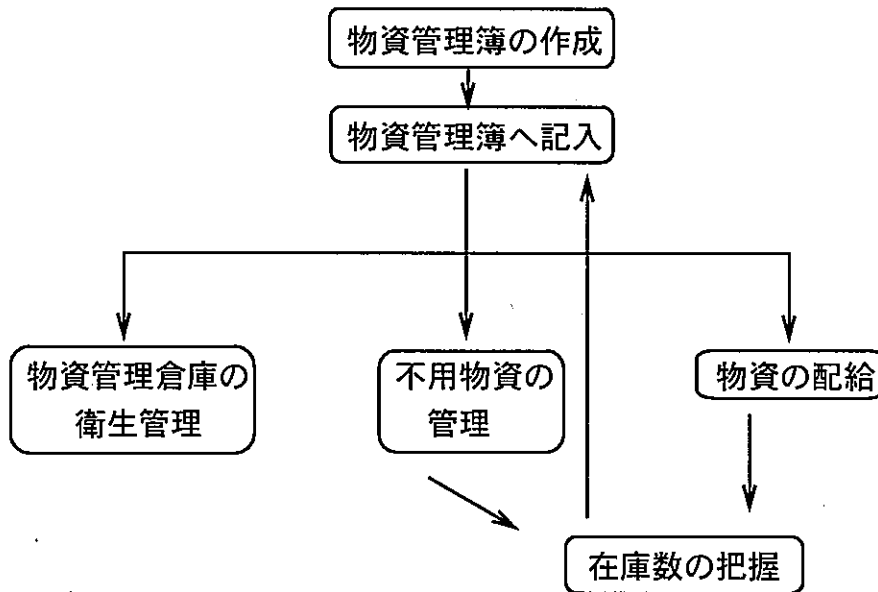 物資管理簿の作成
物資管理簿へ記入
物資管理倉庫の
衛生管理
不用物資の
管理
物資の配給
在庫数の把握